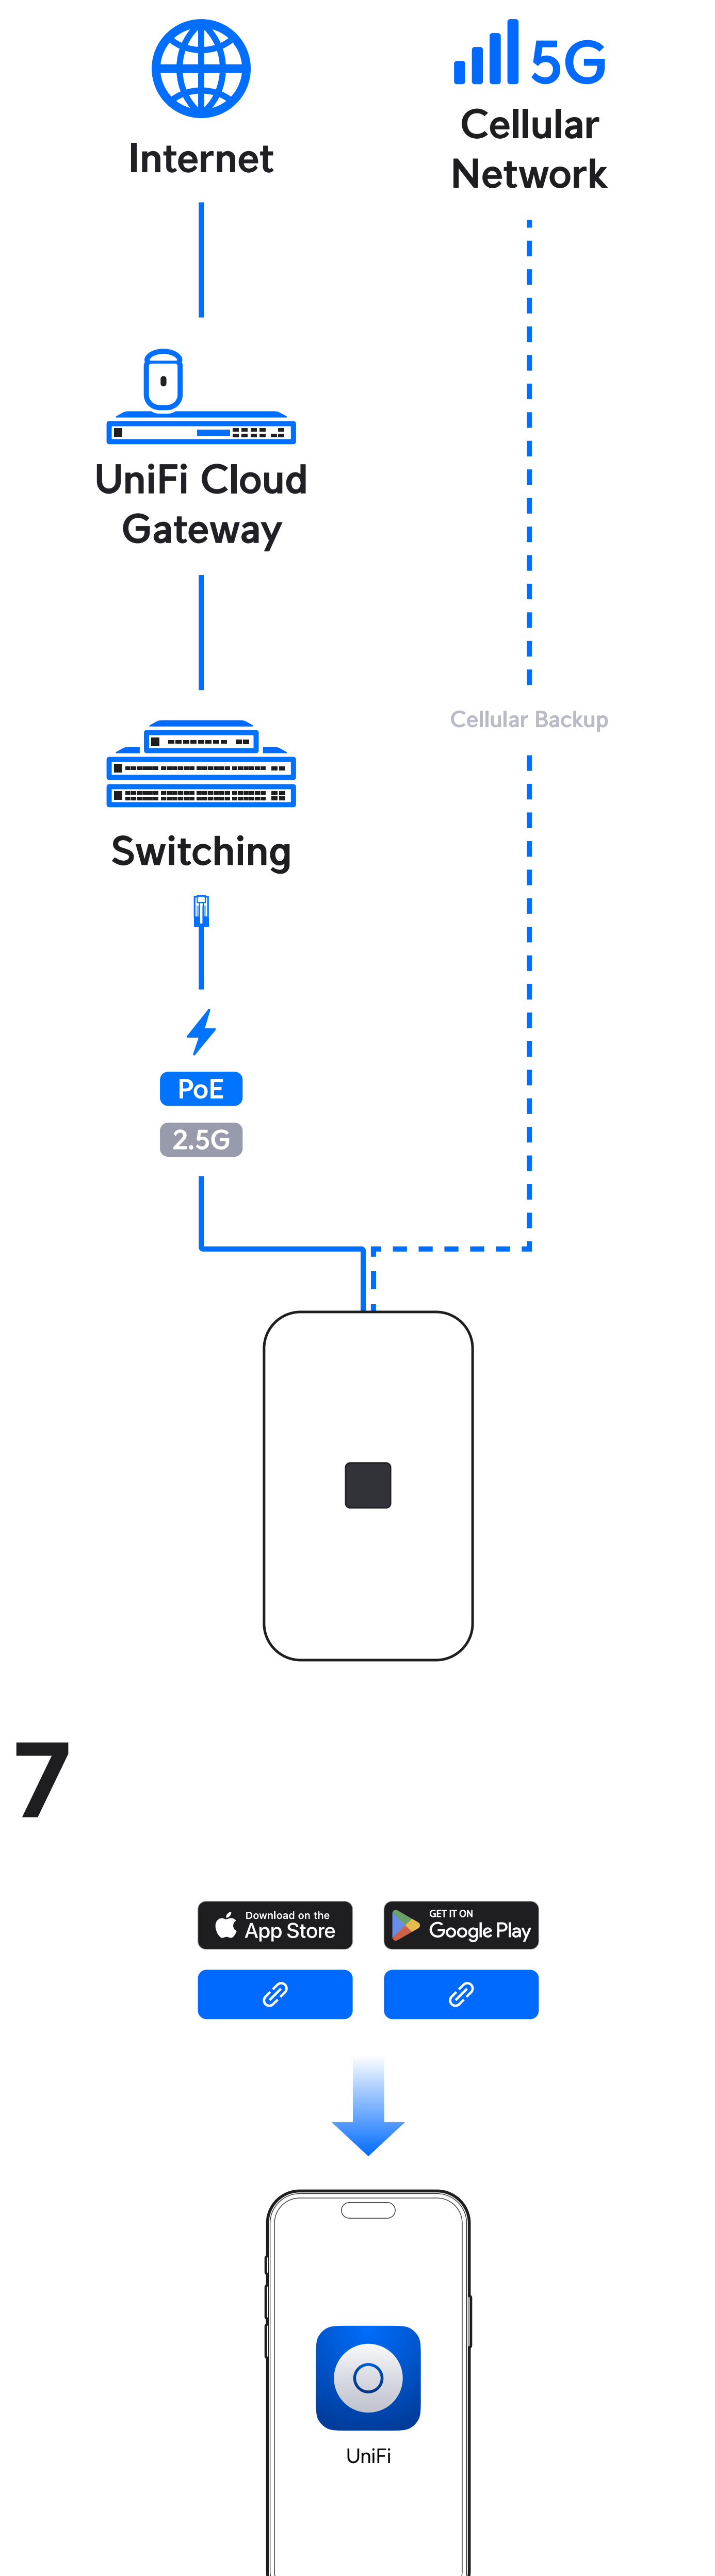 Internet
5G
Cellular
Network
UniFi Cloud
Gateway
Cellular Backup
Switching
PoE
2.5G
7
Download on the
App Store
GET IT ON
Google Play
UniFi